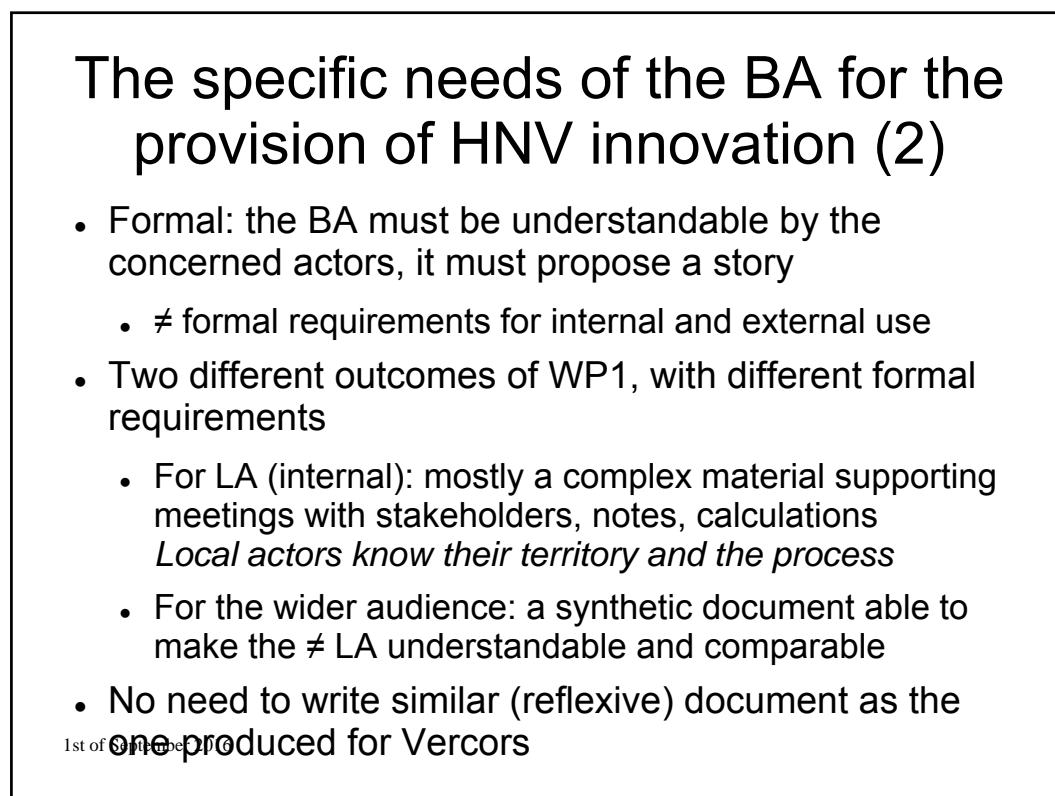 The specific needs of the BA for the
provision of HNV innovation (2)
• Formal: the BA must be understandable by the
concerned actors, it must propose a story
• ≠ formal requirements for internal and external use
• Two different outcomes of WP1, with different formal
requirements
• For LA (internal): mostly a complex material supporting
meetings with stakeholders, notes, calculations
Local actors know their territory and the process
• For the wider audience: a synthetic document able to
make the ≠ LA understandable and comparable
• No need to write similar (reflexive) document as the
one produced for Vercors
1st of September 2016